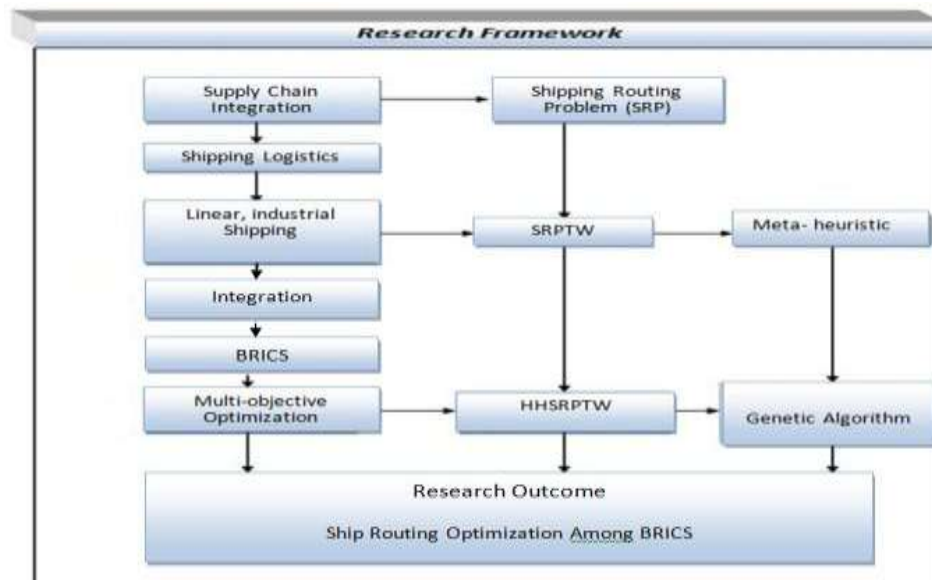 Research Framework
Supply Chain
Integration
Shipping Routing
Problem (SRP)
Shipping Logistics
Linear, industrial
Shipping
SRPTW
Meta- heuristic
Integration
BRICS
Multi-objective
Optimization
HHSRPTW
Genetic Algorithm
Research Outcome
Ship Routing Optimization Among BRICS